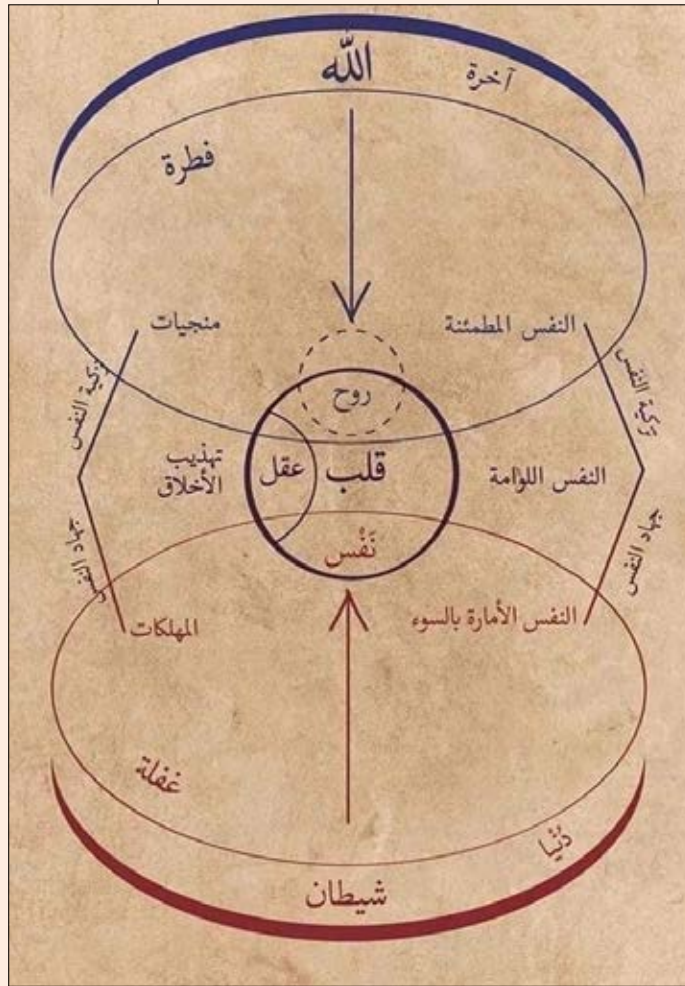 الله
آخرة
فطرة
النفس المطمئنة
منجيات
تزكية النفس
تزكية النفس
روح
النفس اللوامة
قلب
عقل
تهذيب
الأخلاق
نَفْس
جهاد النفس
جهاد النفس
النفس الأمارة بالسوء
المهلكات
غفلة
دُنْيا
شيطان